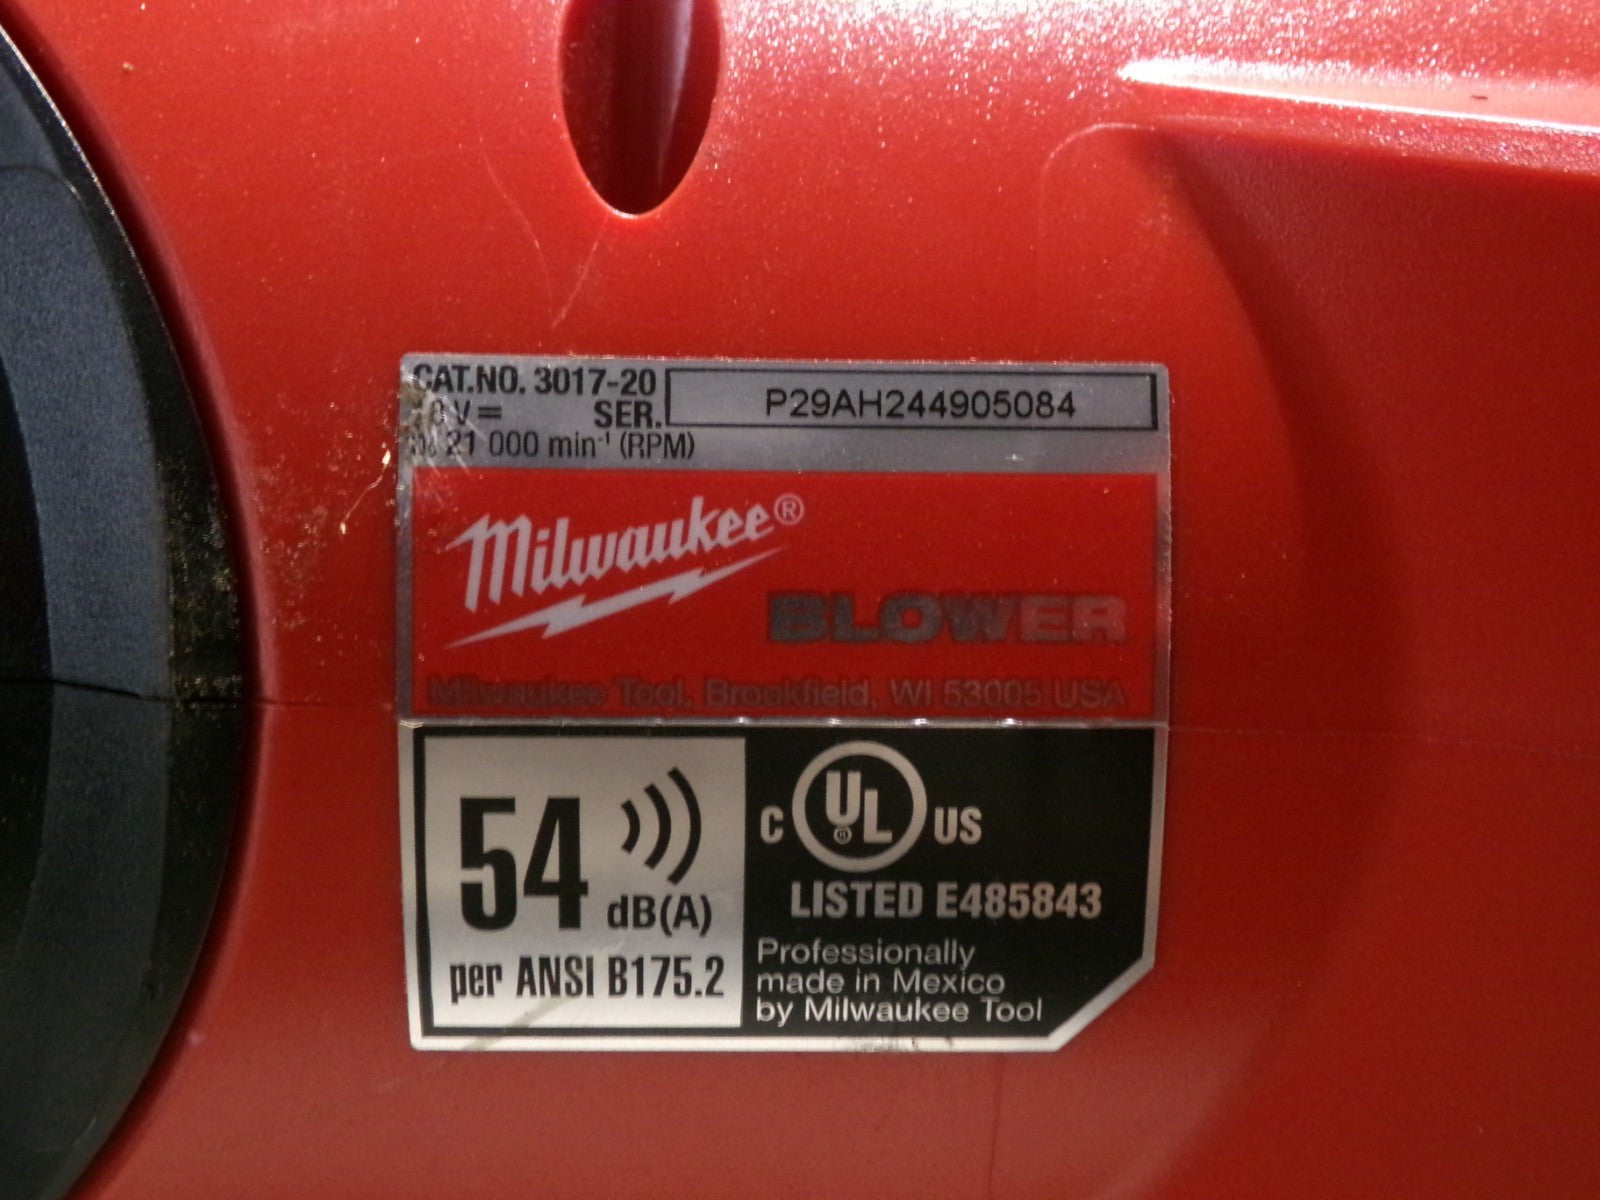 CAT.NO. 3017-20
V SER. P29AH244905084
21 000 min⁻¹ (RPM)
Milwaukee®
BLOWER
Milwaukee Tool, Brookfield, WI 53005 USA
54 dB(A)
per ANSI B175.2
C UL US
LISTED E485843
Professionally
made in Mexico
by Milwaukee Tool